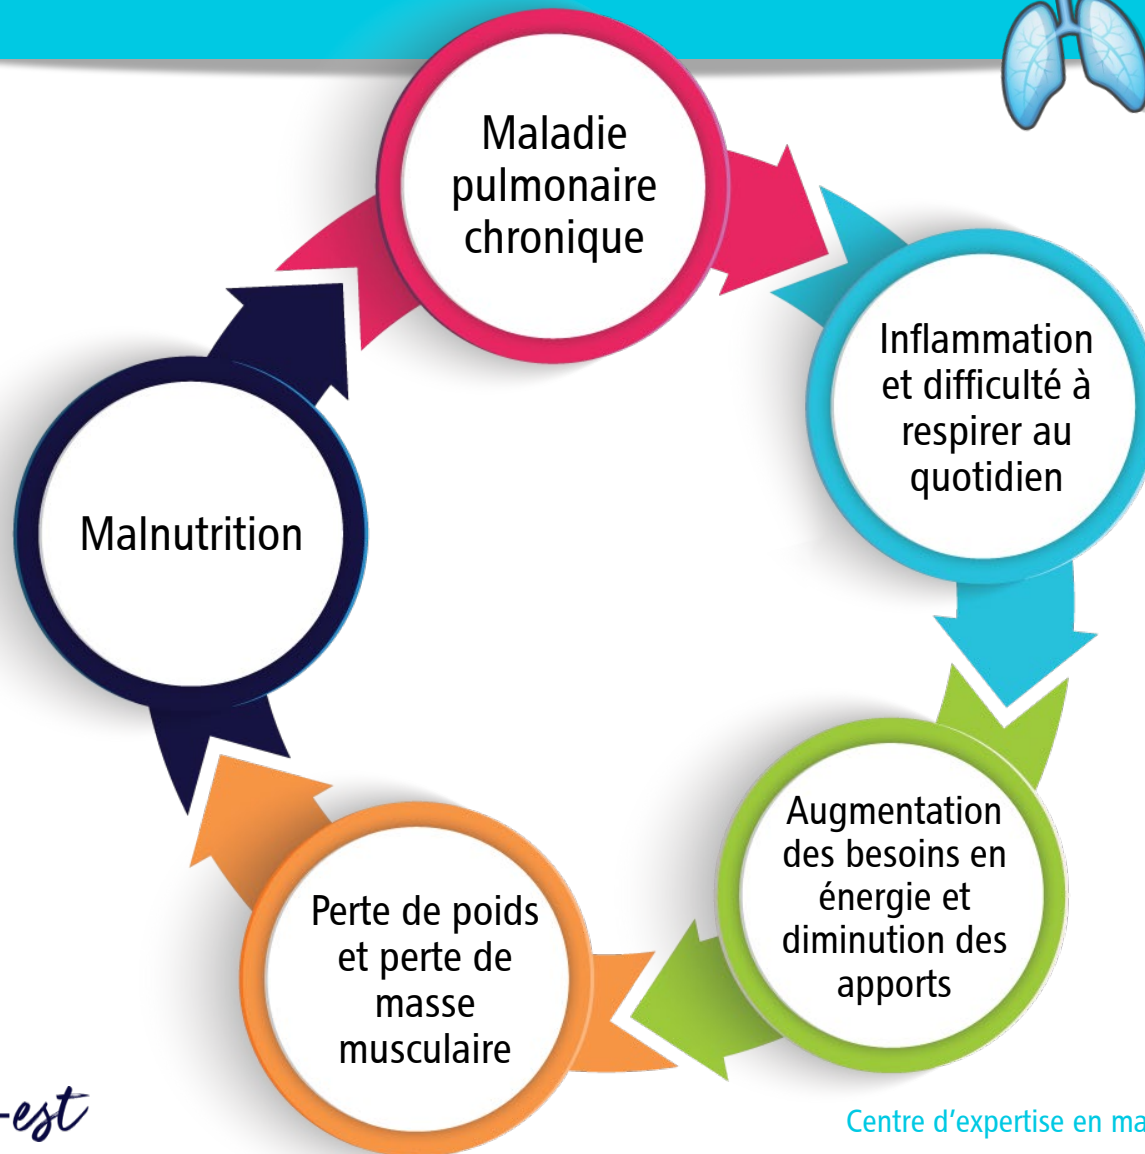 Maladie
pulmonaire
chronique
Inflammation
et difficulté à
respirer au
quotidien
Augmentation
des besoins en
énergie et
diminution des
apports
Perte de poids
et perte de
masse
musculaire
Malnutrition
-est
Centre d'expertise en ma